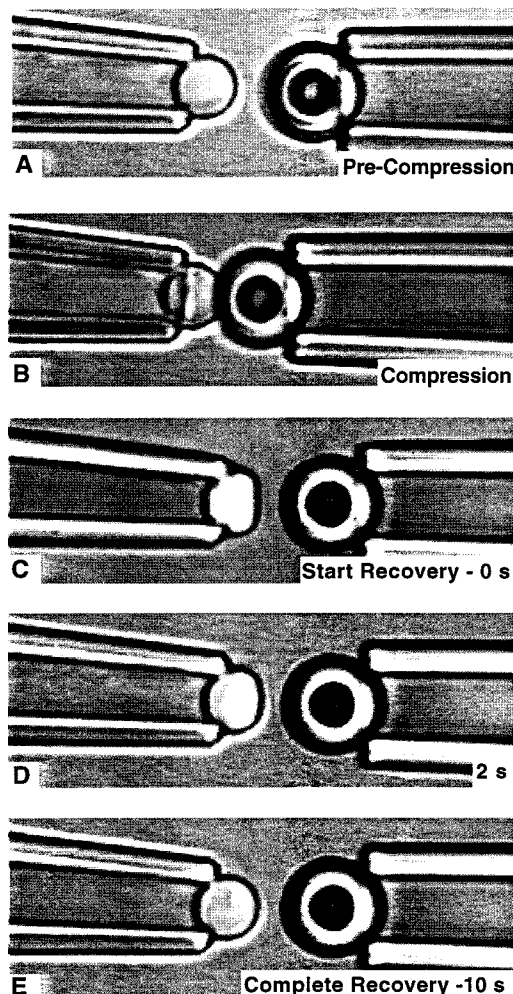 A
Pre-Compression
B
Compression
C
Start Recovery - 0 s
D
2 s
E
Complete Recovery -10 s